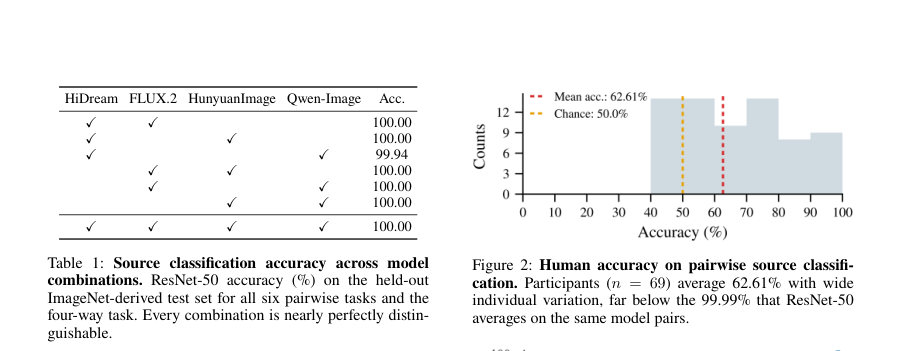 HiDream FLUX.2 HunyuanImage Qwen-Image Acc.
✓ ✓ 100.00
✓ ✓ 100.00
✓ ✓ 99.94
✓ ✓ 100.00
✓ ✓ 100.00
✓ ✓ 100.00
✓ ✓ ✓ ✓ 100.00
Table 1: Source classification accuracy across model
combinations. ResNet-50 accuracy (%) on the held-out
ImageNet-derived test set for all six pairwise tasks and the
four-way task. Every combination is nearly perfectly distin-
guishable.
Mean acc.: 62.61%
Chance: 50.0%
Counts
12
9
6
3
0
0 10 20 30 40 50 60 70 80 90 100
Accuracy (%)
Figure 2: Human accuracy on pairwise source classifi-
cation. Participants (n = 69) average 62.61% with wide
individual variation, far below the 99.99% that ResNet-50
averages on the same model pairs.